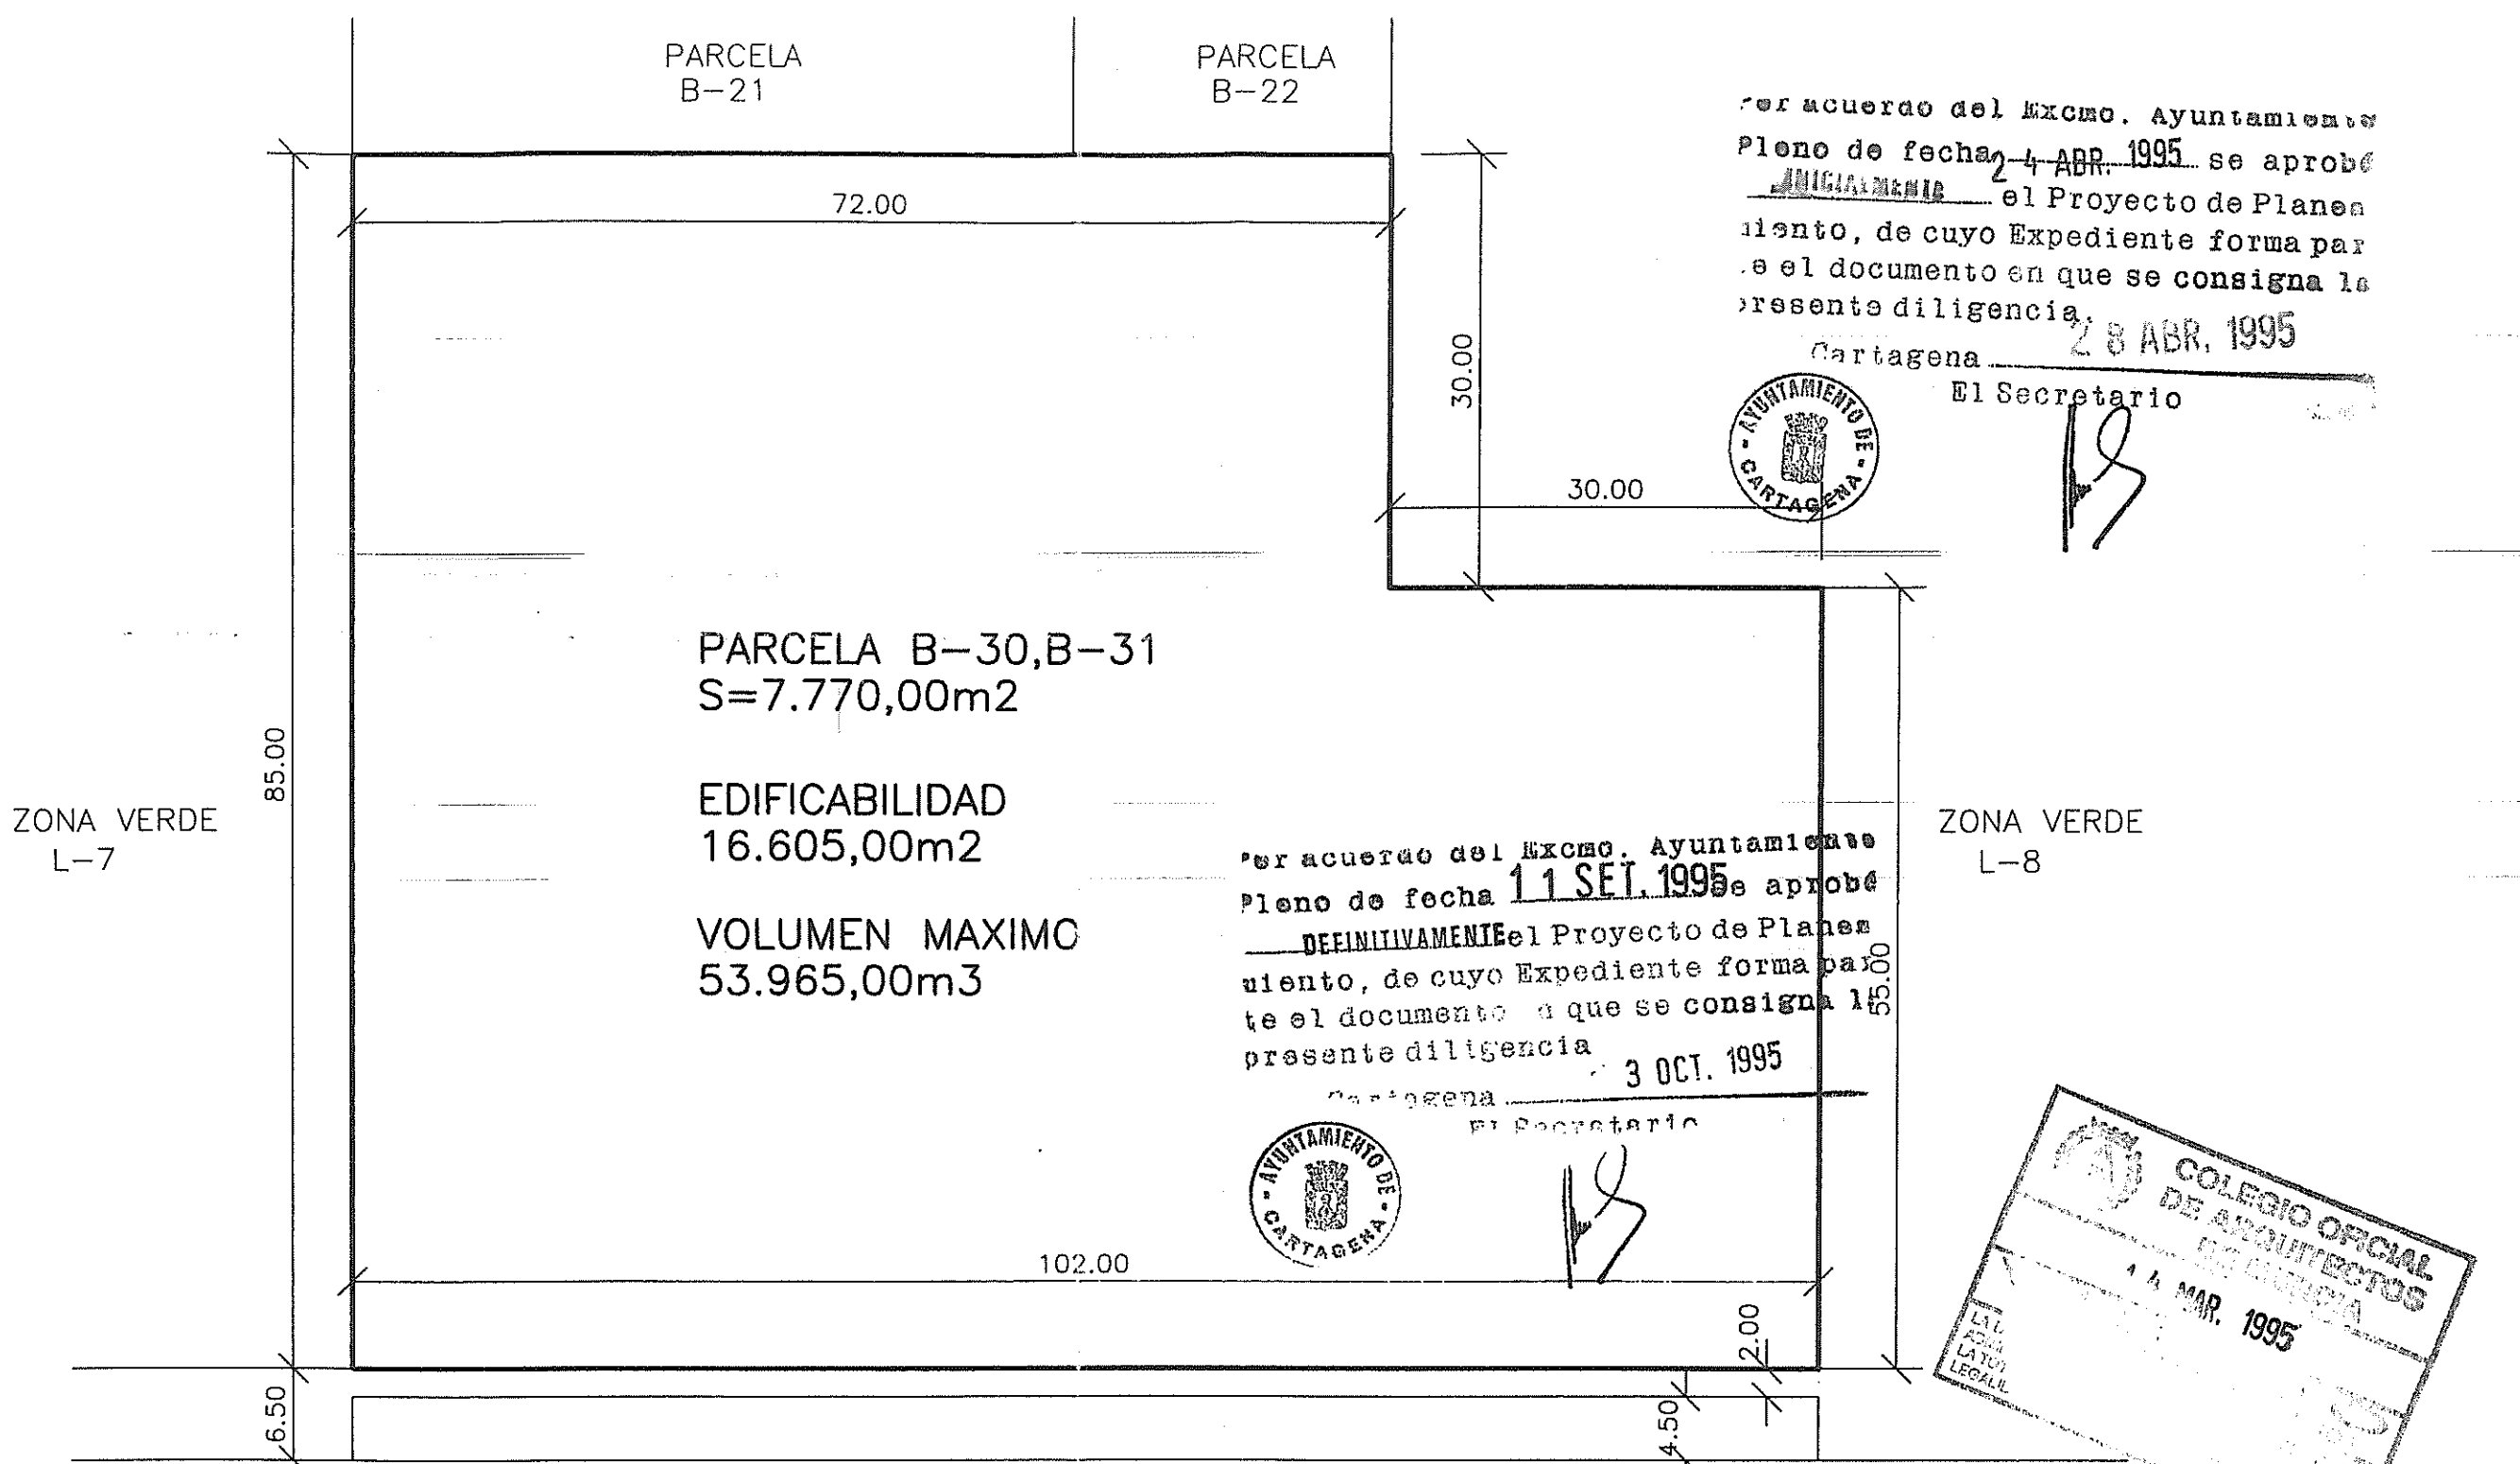 PARCELA
B-21
PARCELA
B-22
acuerdo del Excmo. Ayuntamiento
Pleno de fecha 24 ABR. 1995 se aprobó
INICIALMENTE el Proyecto de Planea
miento, de cuyo Expediente forma par
te el documento en que se consigna la
presente diligencia.
28 ABR. 1995
Cartagena
El Secretario
AYUNTAMIENTO DE
CARTAGENA
72.00
30.00
30.00
PARCELA B-30,B-31
S=7.770,00m2
85.00
EDIFICABILIDAD
16.605,00m2
ZONA VERDE
L-7
ZONA VERDE
L-8
VOLUMEN MAXIMO
53.965,00m3
acuerdo del Excmo. Ayuntamiento
Pleno de fecha 11 SET. 1995 se aprobó
DEFINITIVAMENTE el Proyecto de Planea
miento, de cuyo Expediente forma par
te el documento que se consigna la
presente diligencia
3 OCT. 1995
Cartagena
El Secretario
55.00
AYUNTAMIENTO DE
CARTAGENA
102.00
2.00
6.50
4.50
COLEGIO OFICIAL
DE ARQUITECTOS
DE MURCIA
14 MAR. 1995